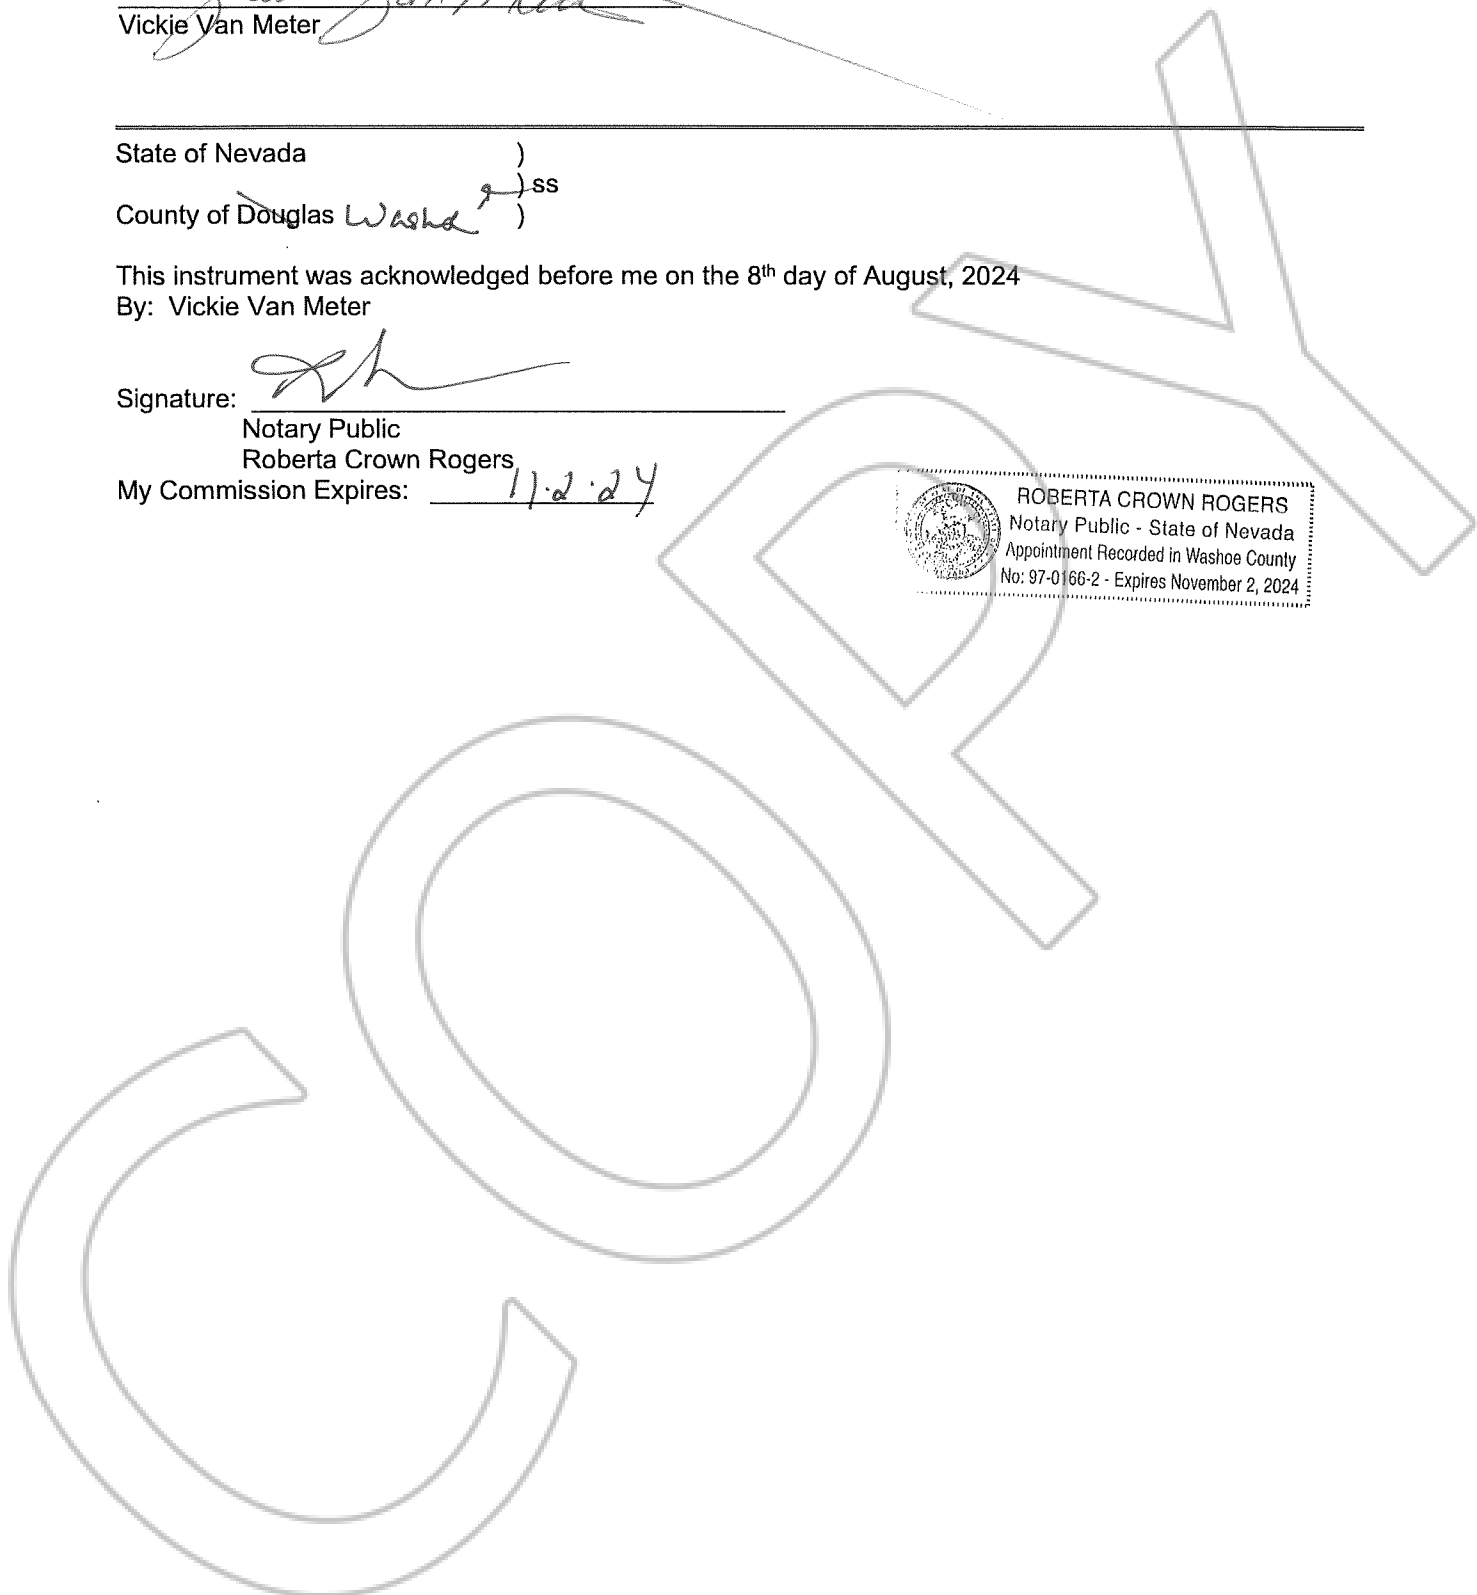 Vickie Van Meter
State of Nevada )
) ss
County of Douglas Washoe )
This instrument was acknowledged before me on the 8th day of August, 2024
By: Vickie Van Meter
Signature:
Notary Public
Roberta Crown Rogers
My Commission Expires: 11.2.24
ROBERTA CROWN ROGERS
Notary Public - State of Nevada
Appointment Recorded in Washoe County
No: 97-0166-2 - Expires November 2, 2024
COPY